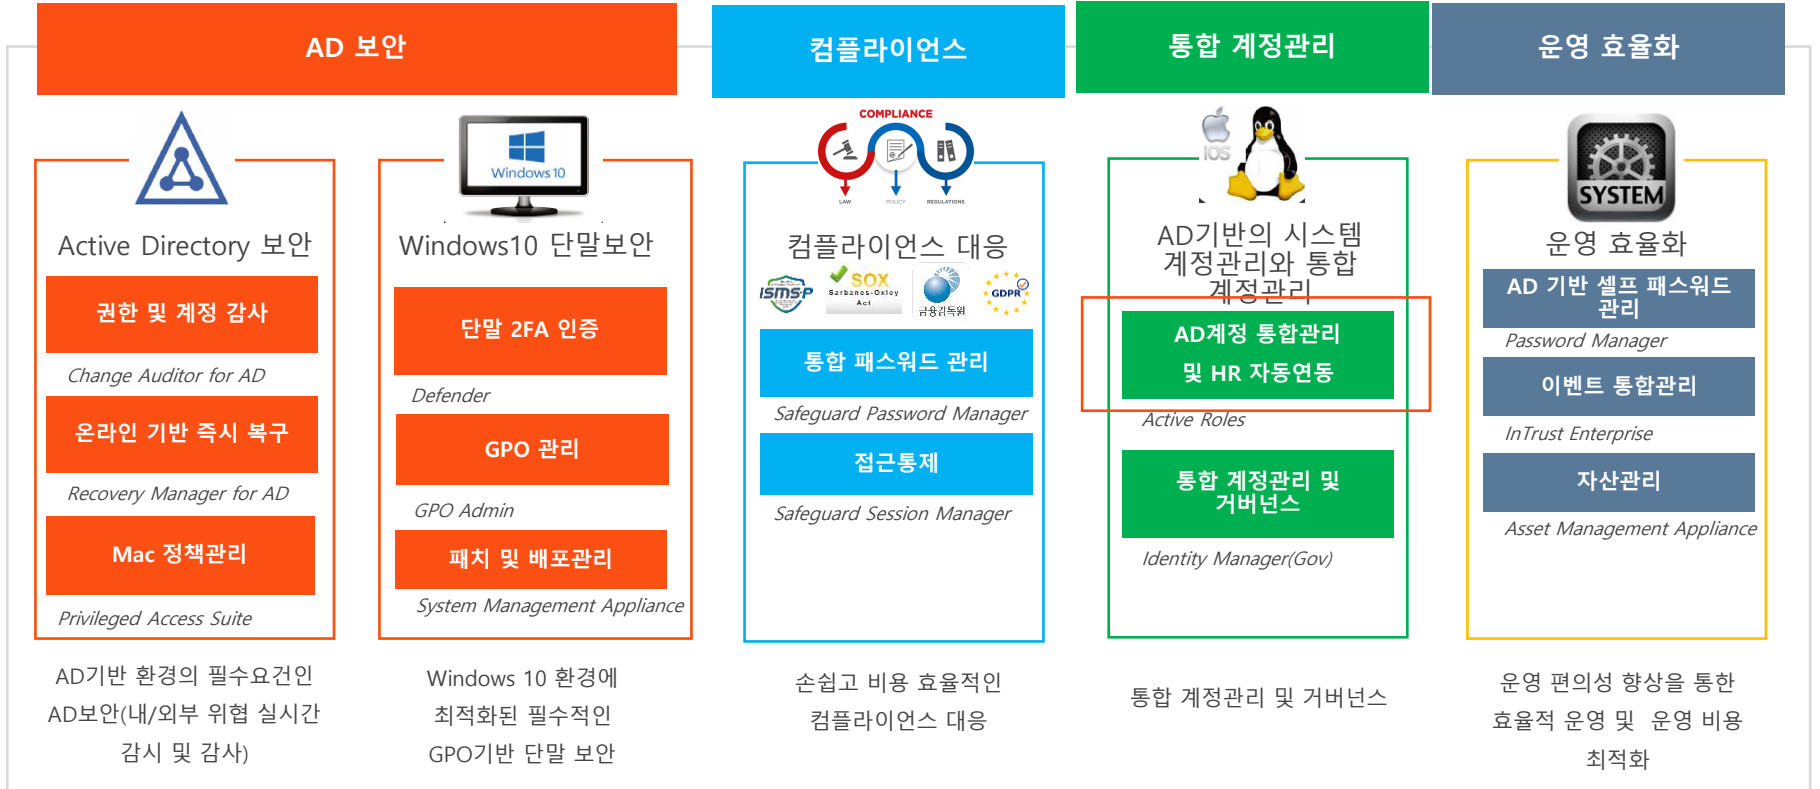 AD 보안
컴플라이언스
통합 계정관리
운영 효율화
Windows 10
Active Directory 보안
권한 및 계정 감사
Change Auditor for AD
온라인 기반 즉시 복구
Recovery Manager for AD
Mac 정책관리
Privileged Access Suite
AD기반 환경의 필수요건인
AD보안(내/외부 위협 실시간
감시 및 감사)
Windows10 단말보안
단말 2FA 인증
Defender
GPO 관리
GPO Admin
패치 및 배포관리
System Management Appliance
Windows 10 환경에
최적화된 필수적인
GPO기반 단말 보안
COMPLIANCE
LAW
POLICY
REGULATIONS
컴플라이언스 대응
ISMS-P
SOX
Sarbanes-Oxley
Act
금융감독원
GDPR
통합 패스워드 관리
Safeguard Password Manager
접근통제
Safeguard Session Manager
손쉽고 비용 효율적인
컴플라이언스 대응
iOS
AD기반의 시스템
계정관리와 통합
계정관리
AD계정 통합관리
및 HR 자동연동
Active Roles
통합 계정관리 및
거버넌스
Identity Manager(Gov)
통합 계정관리 및 거버넌스
SYSTEM
운영 효율화
AD 기반 셀프 패스워드
관리
Password Manager
이벤트 통합관리
InTrust Enterprise
자산관리
Asset Management Appliance
운영 편의성 향상을 통한
효율적 운영 및 운영 비용
최적화